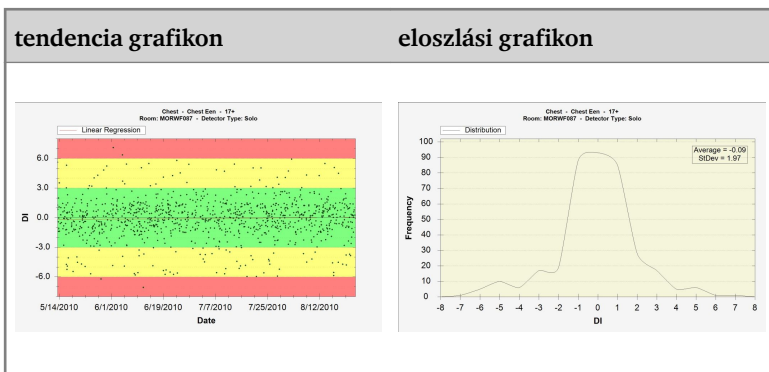 tendencia grafikon
eloszlási grafikon
Chest - Chest Een - 17+
Room: MORWF087 - Detector Type: Solo
Linear Regression
6.0
3.0
0.0
-3.0
-6.0
DI
5/14/2010 6/1/2010 6/19/2010 7/7/2010 7/25/2010 8/12/2010
Date
Chest - Chest Een - 17+
Room: MORWF087 - Detector Type: Solo
Distribution
Average = -0.09
StDev = 1.97
100
90
80
70
60
50
40
30
20
10
0
Frequency
-8 -7 -6 -5 -4 -3 -2 -1 0 1 2 3 4 5 6 7 8
DI